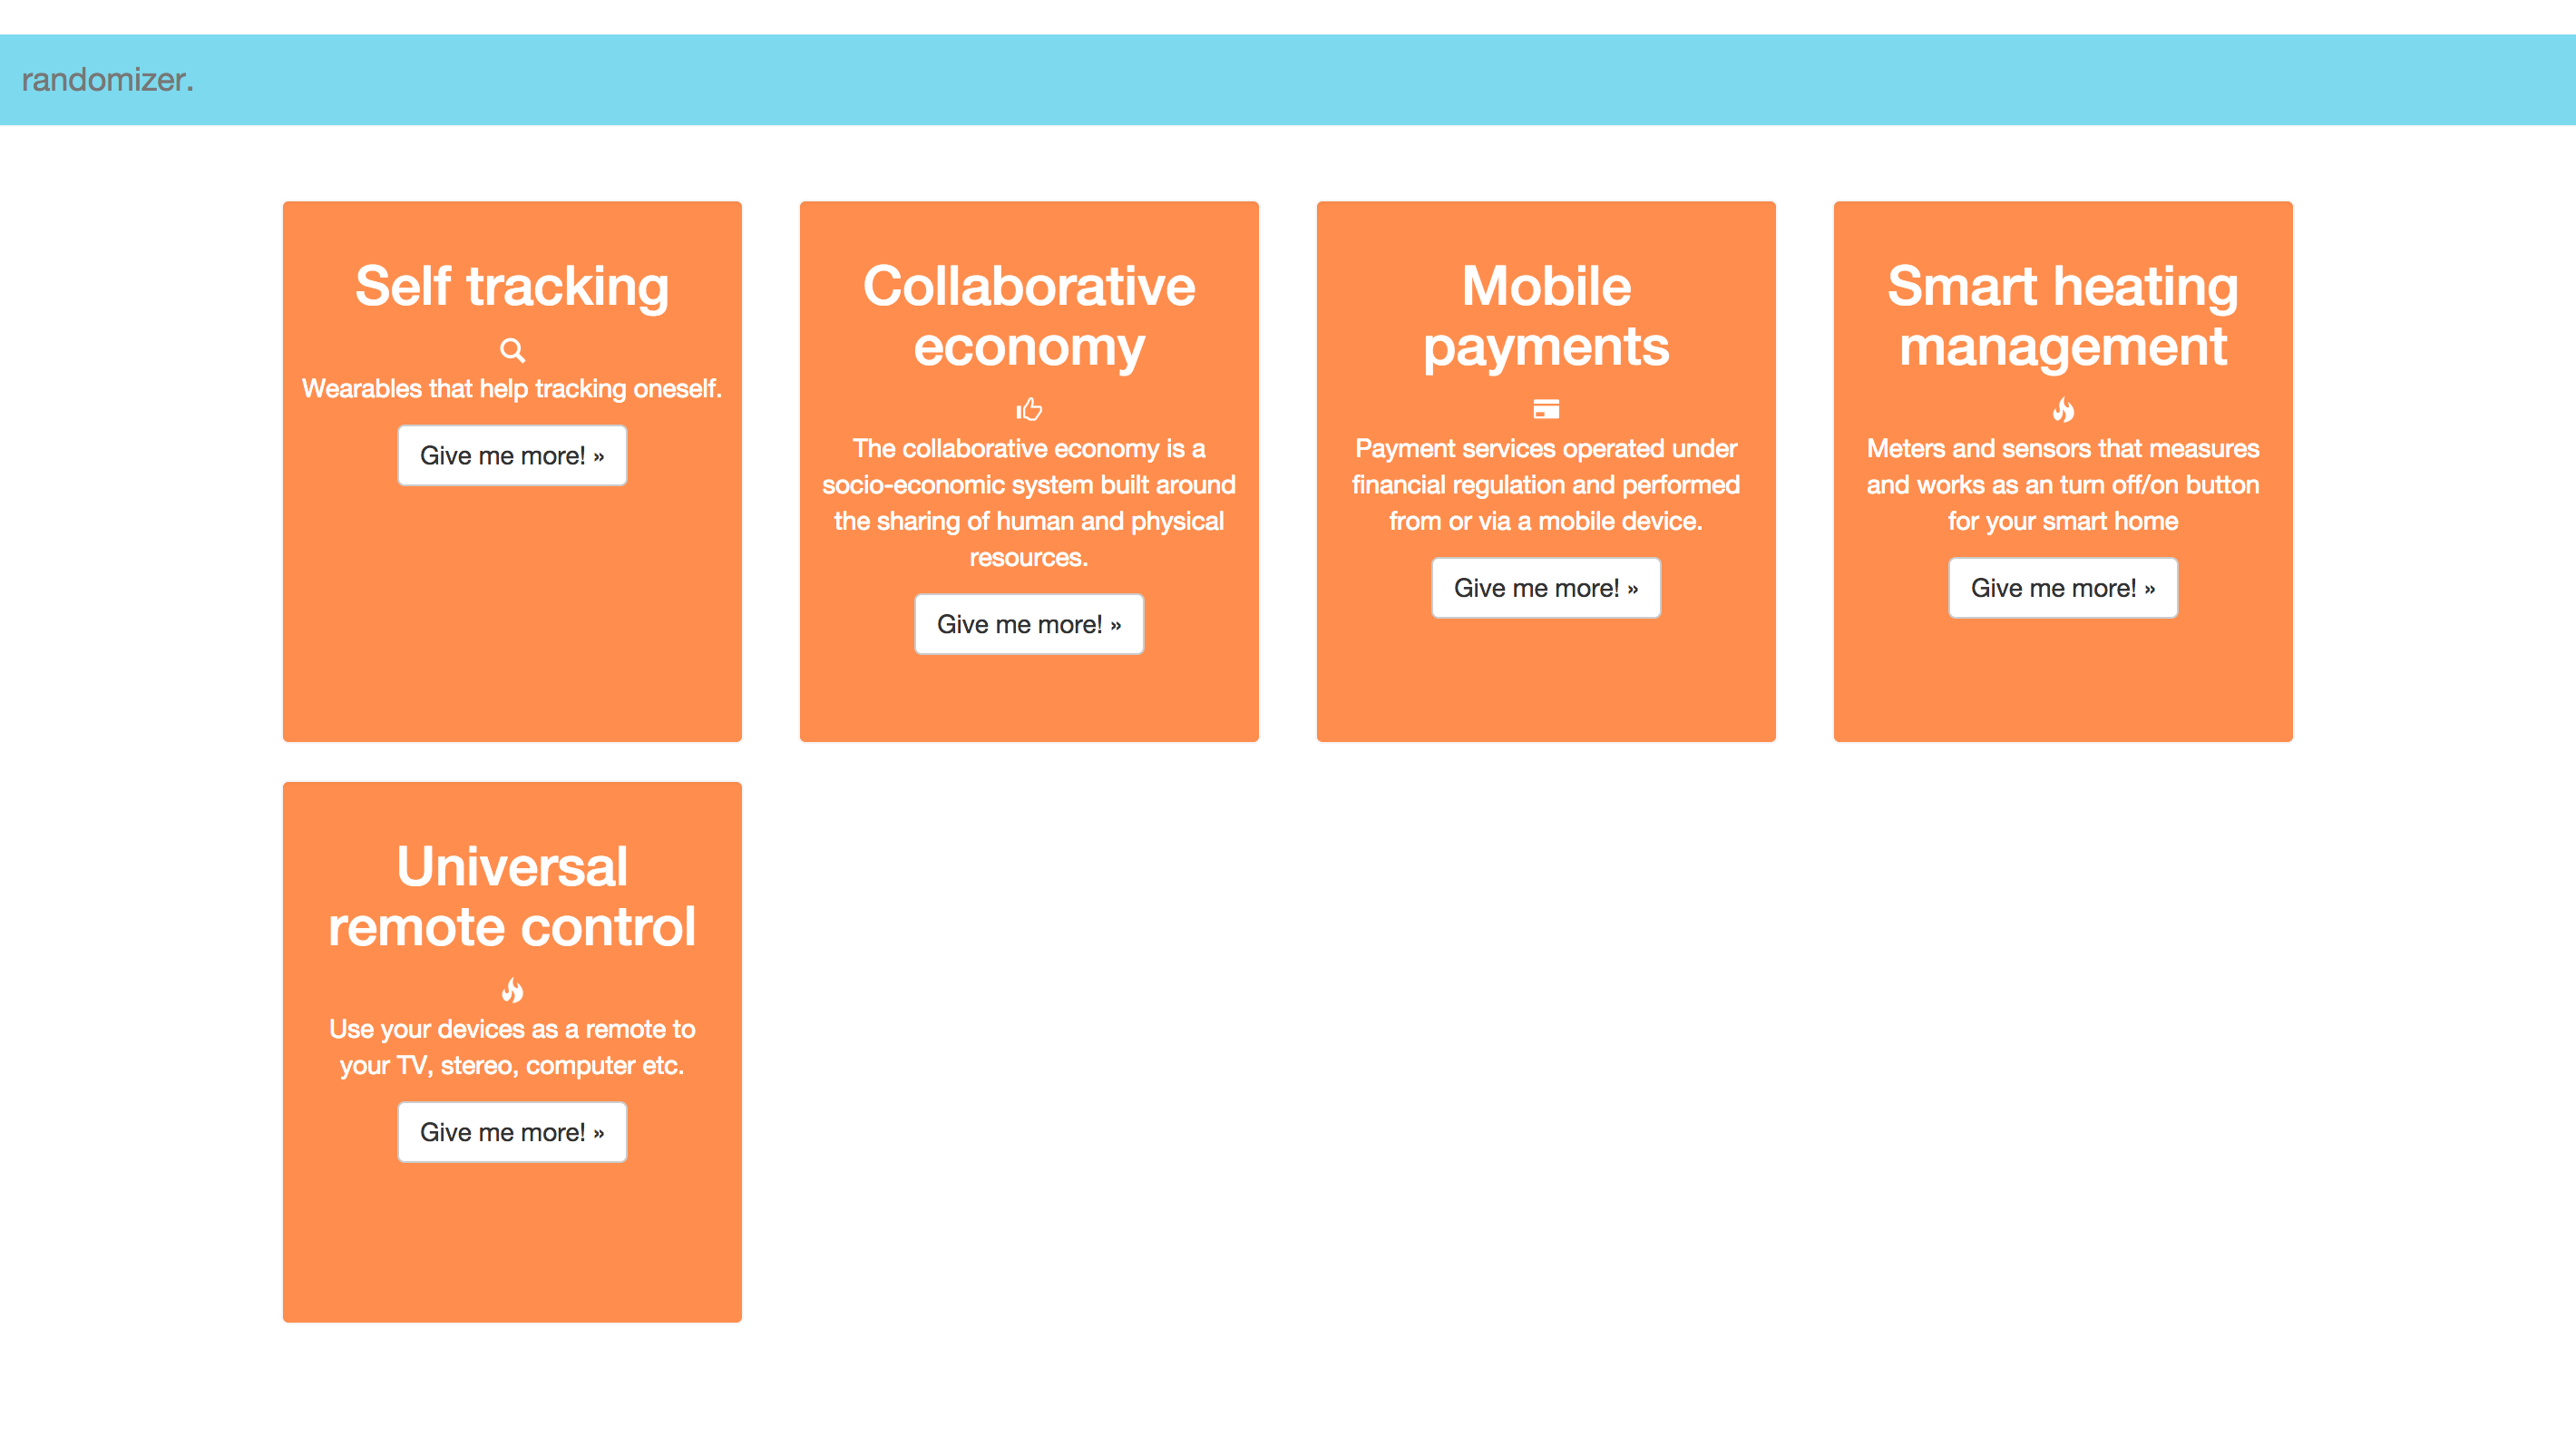 randomizer.
Self tracking
Wearables that help tracking oneself.
Give me more! »
Collaborative
economy
The collaborative economy is a
socio-economic system built around
the sharing of human and physical
resources.
Give me more! »
Mobile
payments
Payment services operated under
financial regulation and performed
from or via a mobile device.
Give me more! »
Smart heating
management
Meters and sensors that measures
and works as an turn off/on button
for your smart home
Give me more! »
Universal
remote control
Use your devices as a remote to
your TV, stereo, computer etc.
Give me more! »